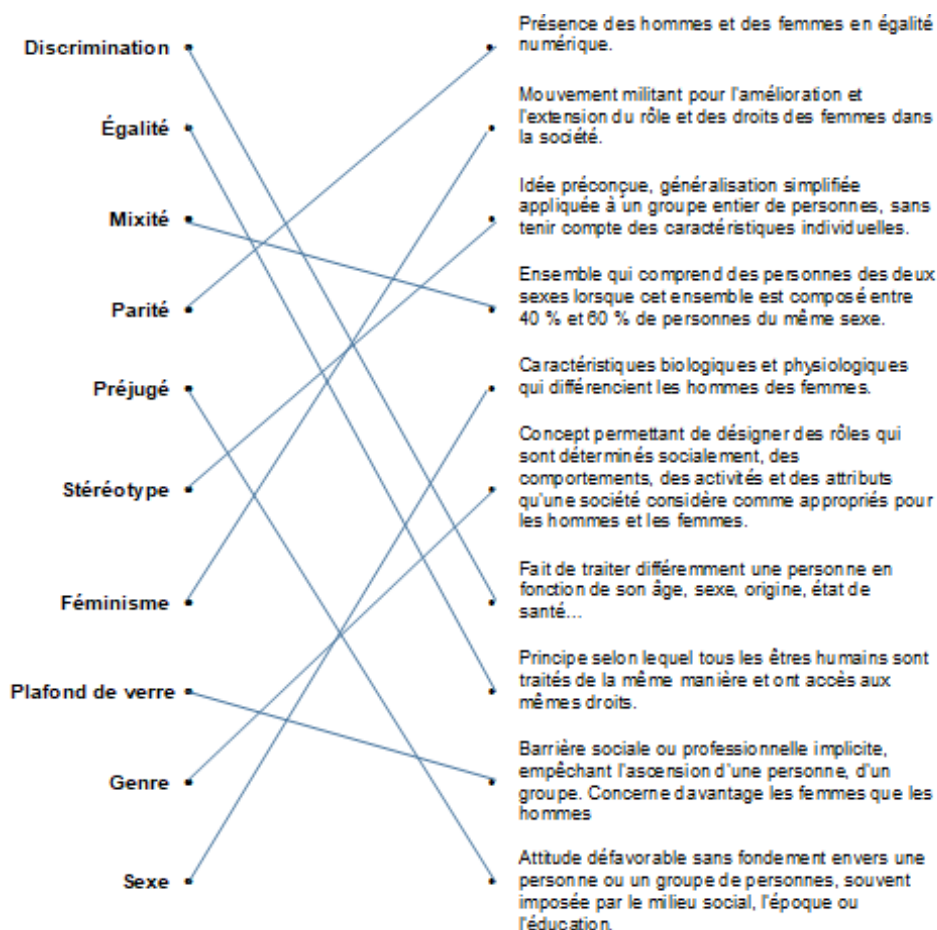 Discrimination
Présence des hommes et des femmes en égalité
numérique.
Égalité
Mouvement militant pour l'amélioration et
l'extension du rôle et des droits des femmes dans
la société.
Mixité
Idée préconçue, généralisation simplifiée
appliquée à un groupe entier de personnes, sans
tenir compte des caractéristiques individuelles.
Parité
Ensemble qui comprend des personnes des deux
sexes lorsque cet ensemble est composé entre
40 % et 60 % de personnes du même sexe.
Préjugé
Caractéristiques biologiques et physiologiques
qui différencient les hommes des femmes.
Stéréotype
Concept permettant de désigner des rôles qui
sont déterminés socialement, des
comportements, des activités et des attributs
qu'une société considère comme appropriés pour
les hommes et les femmes.
Féminisme
Fait de traiter différemment une personne en
fonction de son âge, sexe, origine, état de
santé...
Plafond de verre
Principe selon lequel tous les êtres humains sont
traités de la même manière et ont accès aux
mêmes droits.
Genre
Barrière sociale ou professionnelle implicite,
empêchant l'ascension d'une personne, d'un
groupe. Concerne davantage les femmes que les
hommes
Sexe
Attitude défavorable sans fondement envers une
personne ou un groupe de personnes, souvent
imposée par le milieu social, l'époque ou
l'éducation.